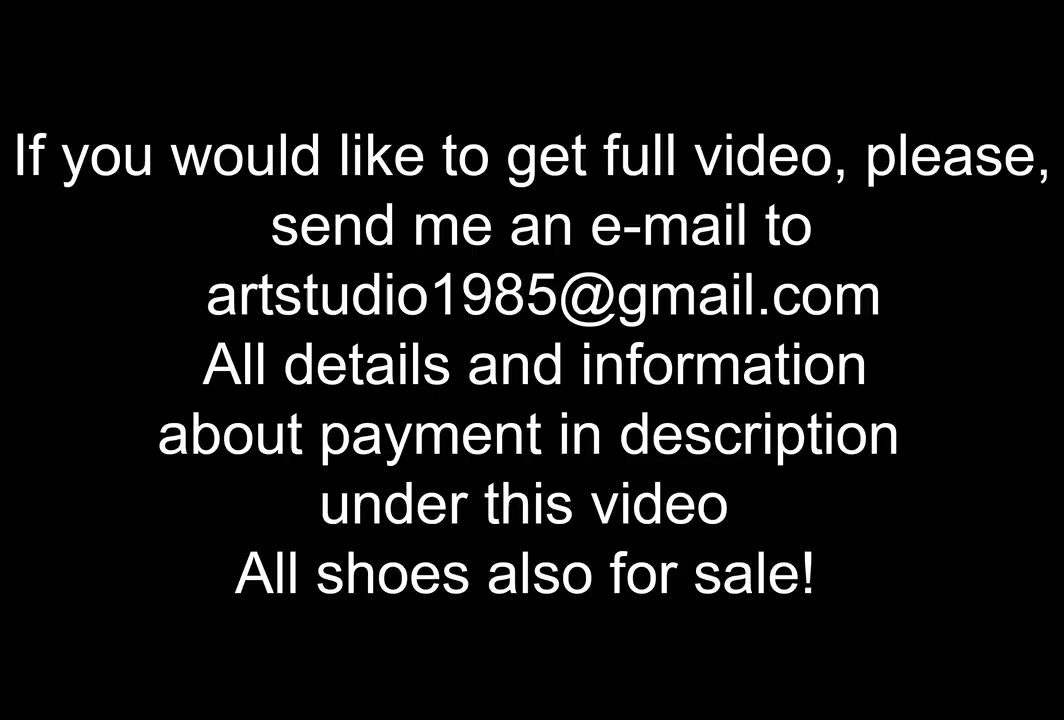 If you would like to get full video, please,
send me an e-mail to
artstudio1985@gmail.com
All details and information
about payment in description
under this video
All shoes also for sale!